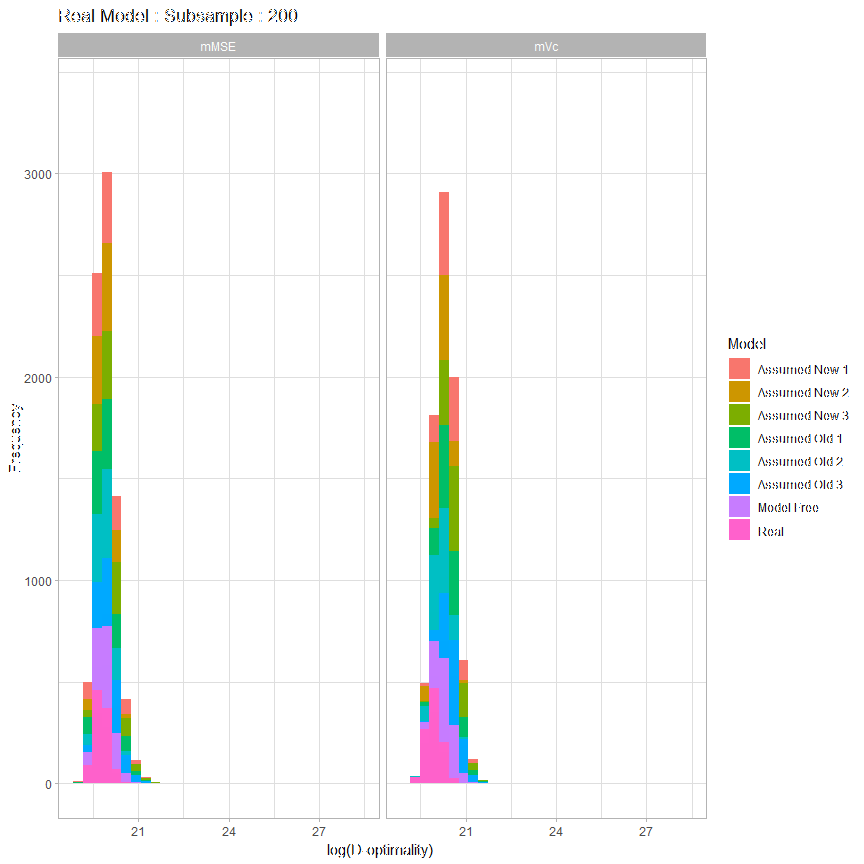 Real Model : Subsample : 200
mMSE
mVc
3000
2000
1000
0
Frequency
21
24
27
21
24
27
log(D-optimality)
Model
Assumed New 1
Assumed New 2
Assumed New 3
Assumed Old 1
Assumed Old 2
Assumed Old 3
Model Free
Real